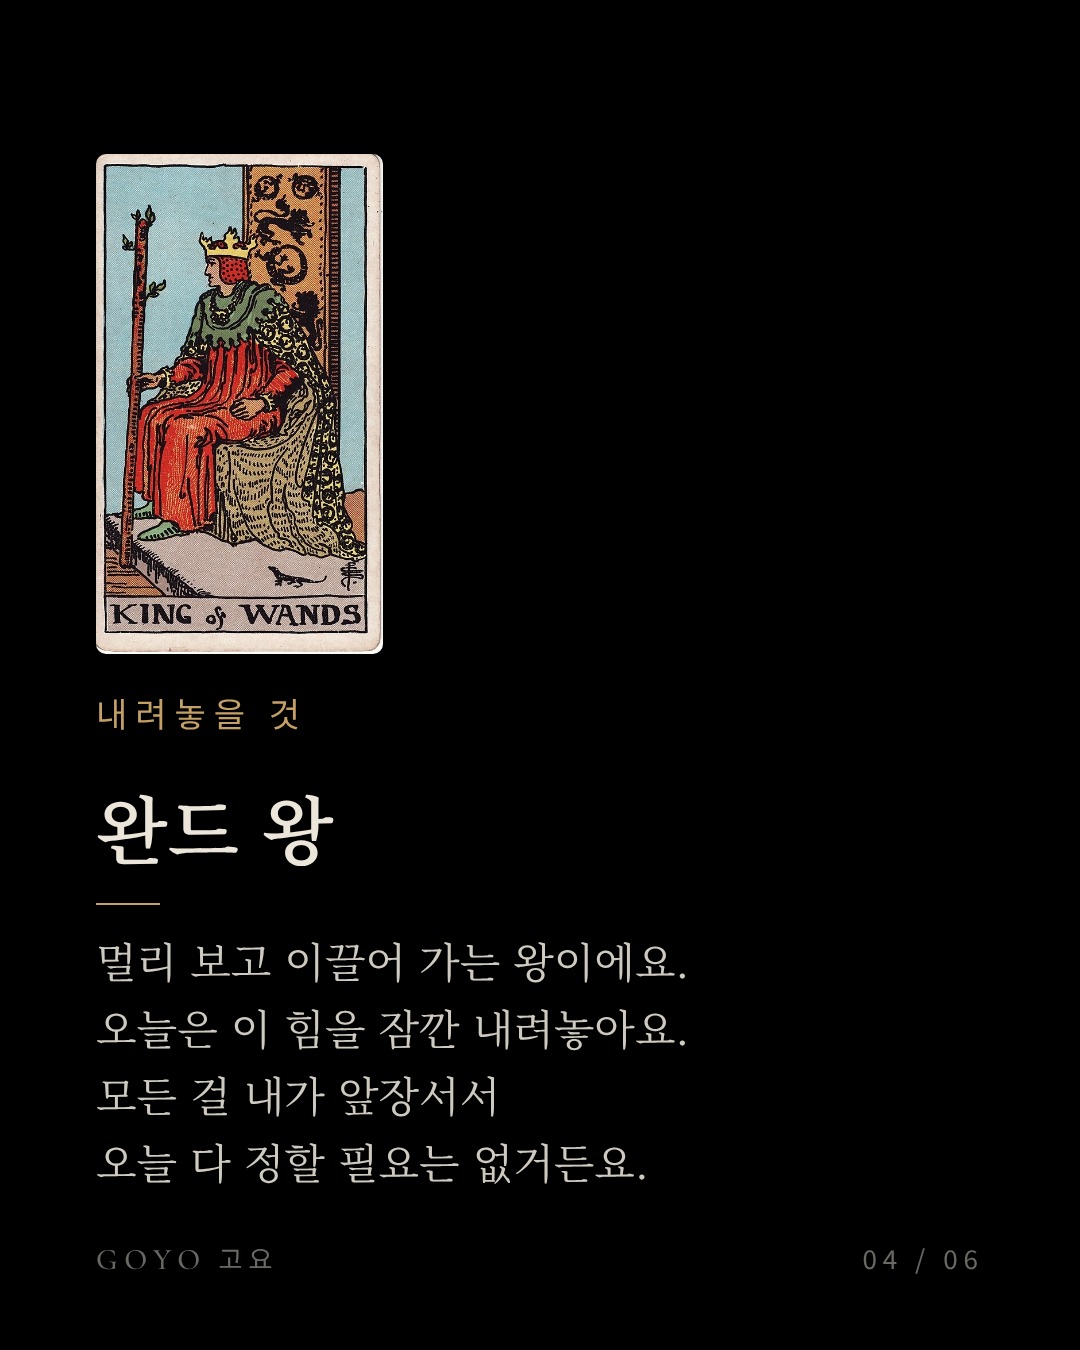 KING of WANDS
내려놓을 것
완드 왕
멀리 보고 이끌어 가는 왕이에요.
오늘은 이 힘을 잠깐 내려놓아요.
모든 걸 내가 앞장서서
오늘 다 정할 필요는 없거든요.
GOYO 고요
04 / 06